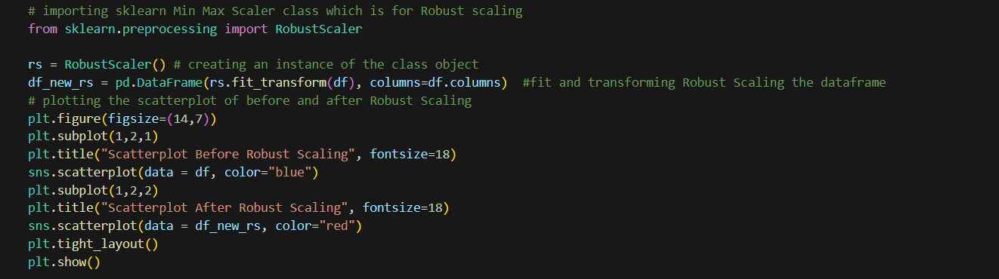 # importing sklearn Min Max Scaler class which is for Robust scaling
from sklearn.preprocessing import RobustScaler
rs = RobustScaler() # creating an instance of the class object
df_new_rs = pd.DataFrame(rs.fit_transform(df), columns=df.columns)  #fit and transforming Robust Scaling the dataframe
# plotting the scatterplot of before and after Robust Scaling
plt.figure(figsize=(14,7))
plt.subplot(1,2,1)
plt.title("Scatterplot Before Robust Scaling", fontsize=18)
sns.scatterplot(data = df, color="blue")
plt.subplot(1,2,2)
plt.title("Scatterplot After Robust Scaling", fontsize=18)
sns.scatterplot(data = df_new_rs, color="red")
plt.tight_layout()
plt.show()